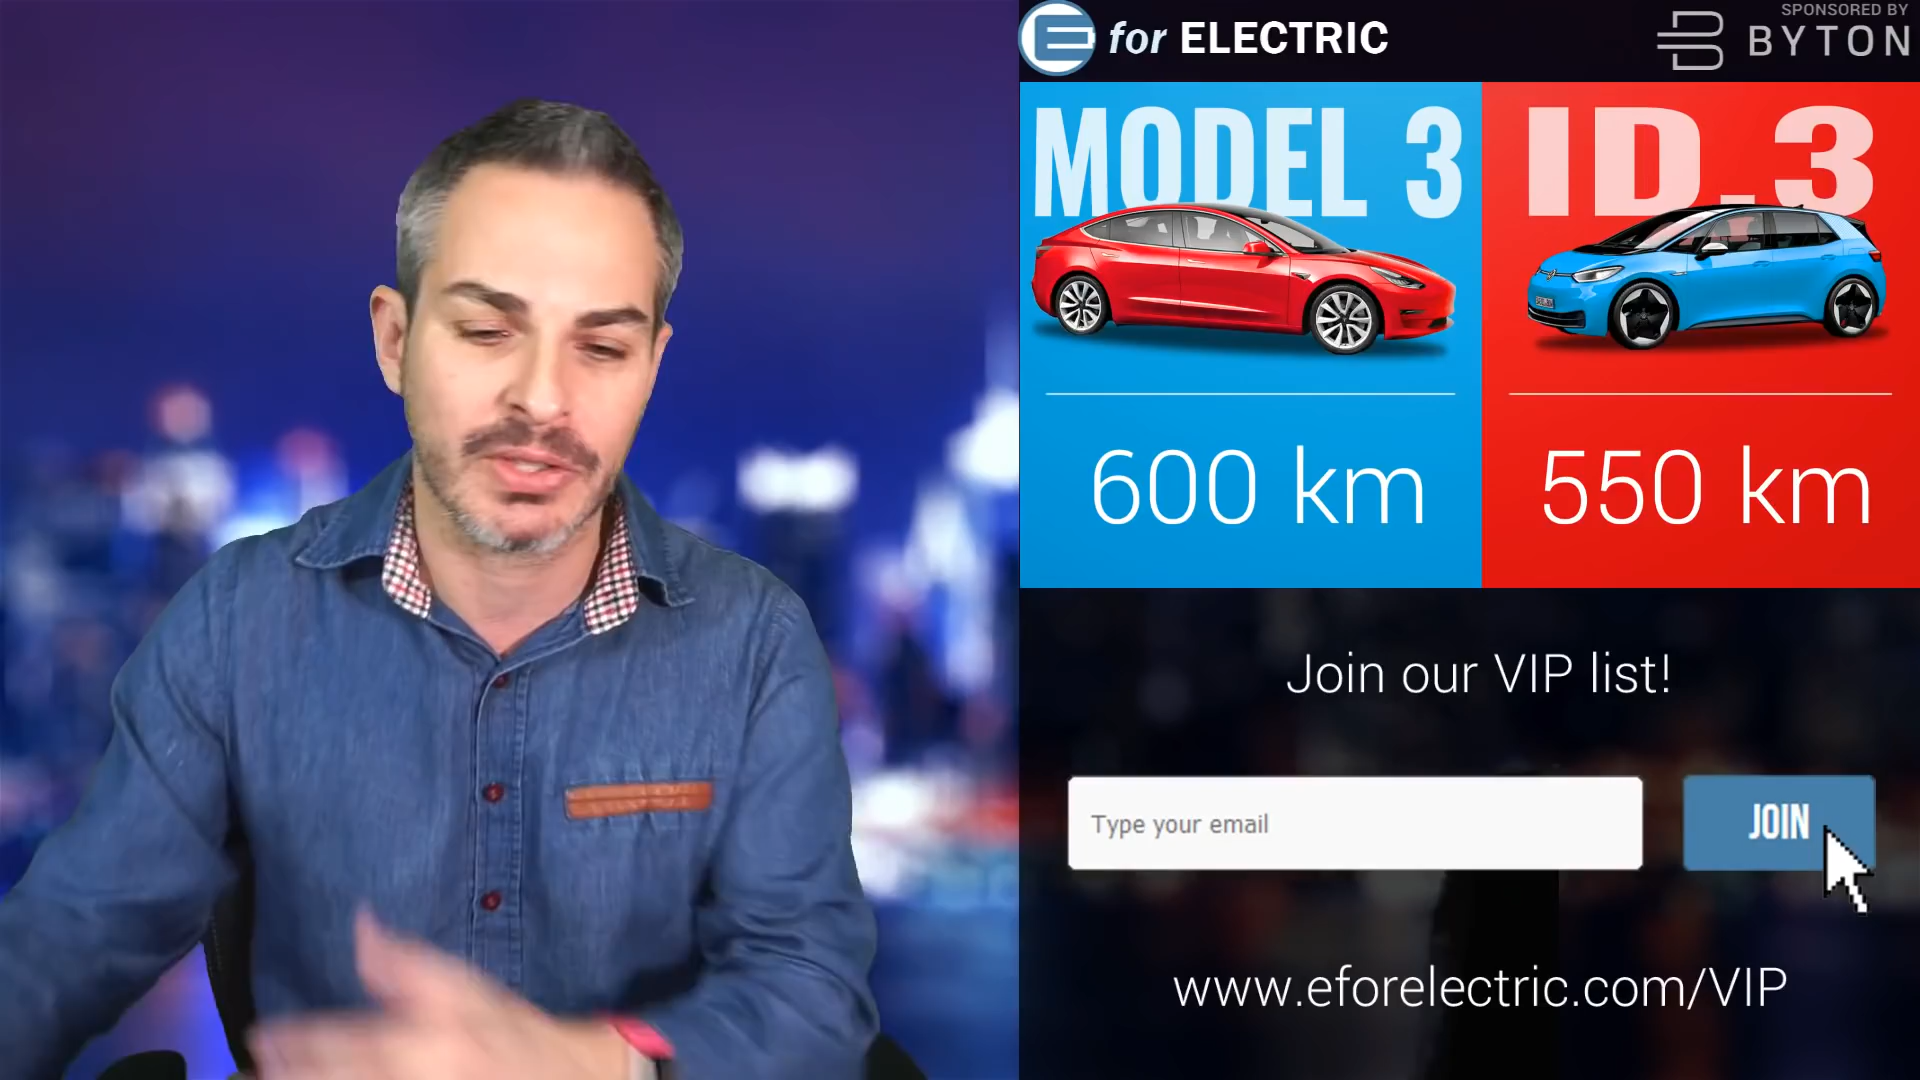 for ELECTRIC
SPONSORED BY
BYTON
MODEL 3
ID.3
600 km
550 km
Join our VIP list!
Type your email
JOIN
www.eforelectric.com/VIP